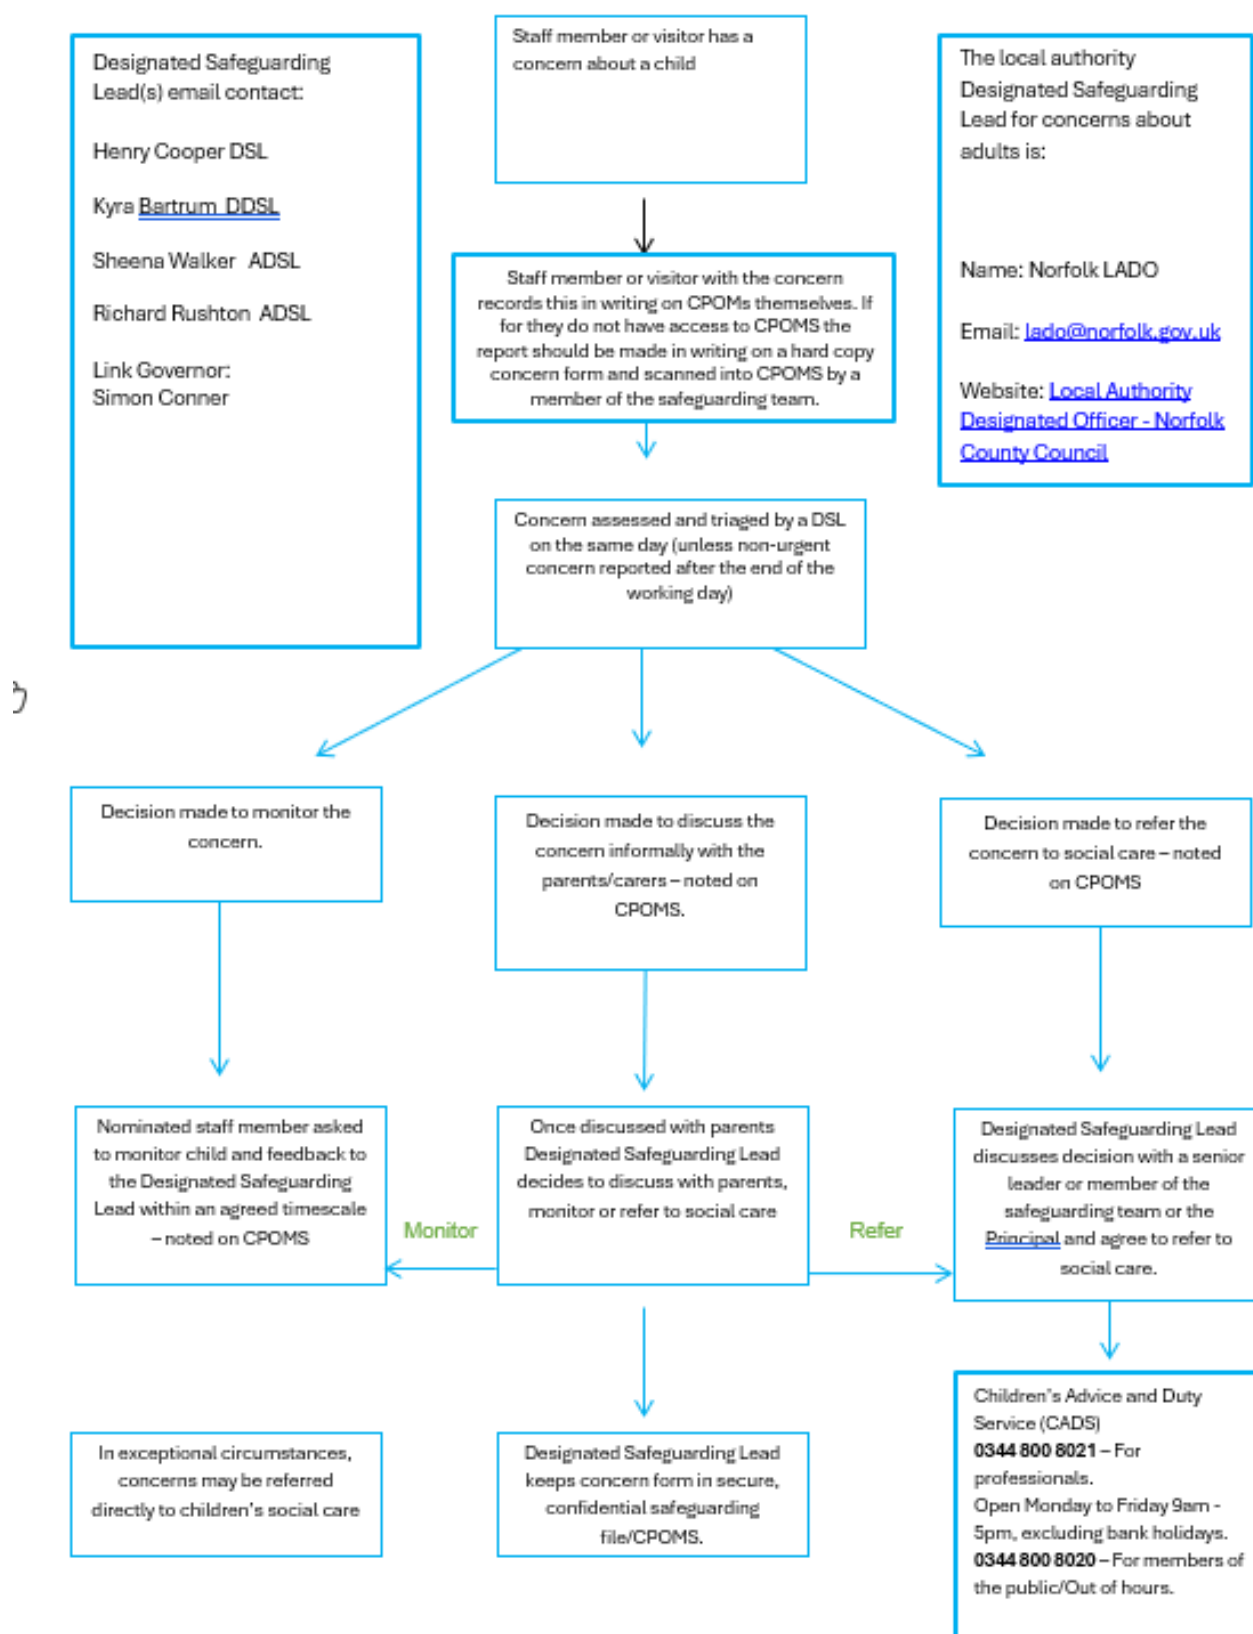 Designated Safeguarding
Lead(s) email contact:
Henry Cooper DSL
Kyra Bartrum  DDSL
Sheena Walker  ADSL
Richard Rushton  ADSL
Link Governor:
Simon Conner
Staff member or visitor has a
concern about a child
The local authority
Designated Safeguarding
Lead for concerns about
adults is:
Name: Norfolk LADO
Email: lado@norfolk.gov.uk
Website: Local Authority
Designated Officer - Norfolk
County Council
Staff member or visitor with the concern
records this in writing on CPOMs themselves. If
for they do not have access to CPOMS the
report should be made in writing on a hard copy
concern form and scanned into CPOMS by a
member of the safeguarding team.
Concern assessed and triaged by a DSL
on the same day (unless non-urgent
concern reported after the end of the
working day)
Decision made to monitor the
concern.
Decision made to discuss the
concern informally with the
parents/carers – noted on
CPOMS.
Decision made to refer the
concern to social care – noted
on CPOMS
Nominated staff member asked
to monitor child and feedback to
the Designated Safeguarding
Lead within an agreed timescale
– noted on CPOMS
Monitor
Once discussed with parents
Designated Safeguarding Lead
decides to discuss with parents,
monitor or refer to social care
Refer
Designated Safeguarding Lead
discusses decision with a senior
leader or member of the
safeguarding team or the
Principal and agree to refer to
social care.
In exceptional circumstances,
concerns may be referred
directly to children's social care
Designated Safeguarding Lead
keeps concern form in secure,
confidential safeguarding
file/CPOMS.
Children's Advice and Duty
Service (CADS)
0344 800 8021 – For
professionals.
Open Monday to Friday 9am -
5pm, excluding bank holidays.
0344 800 8020 – For members of
the public/Out of hours.